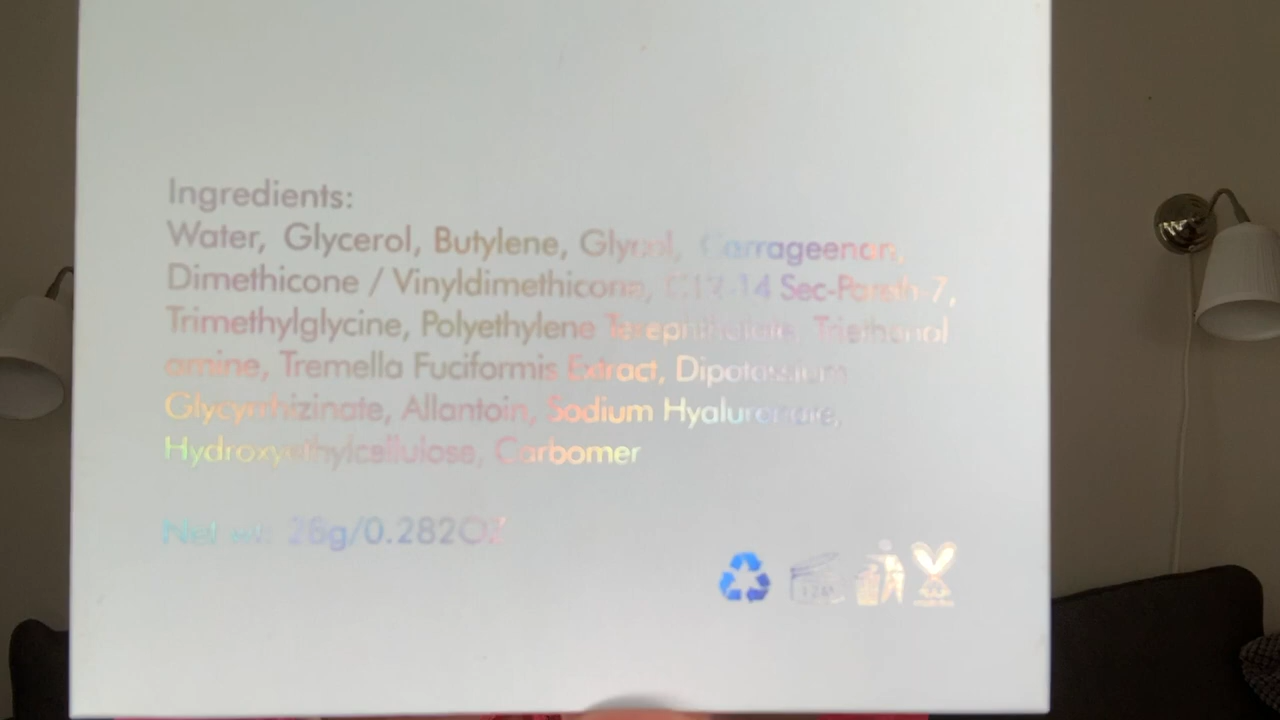 Ingredients:
Water, Glycerol, Butylene, Glycol, Carrageenan,
Dimethicone / Vinyldimethicone, C12-14 Sec-Pareth-7,
Trimethylglycine, Polyethylene Terephthalate, Triethanol
amine, Tremella Fuciformis Extract, Dipotassium
Glycyrrhizinate, Allantoin, Sodium Hyaluronate,
Hydroxyethylcellulose, Carbomer
Net wt: 28g/0.282OZ
12M